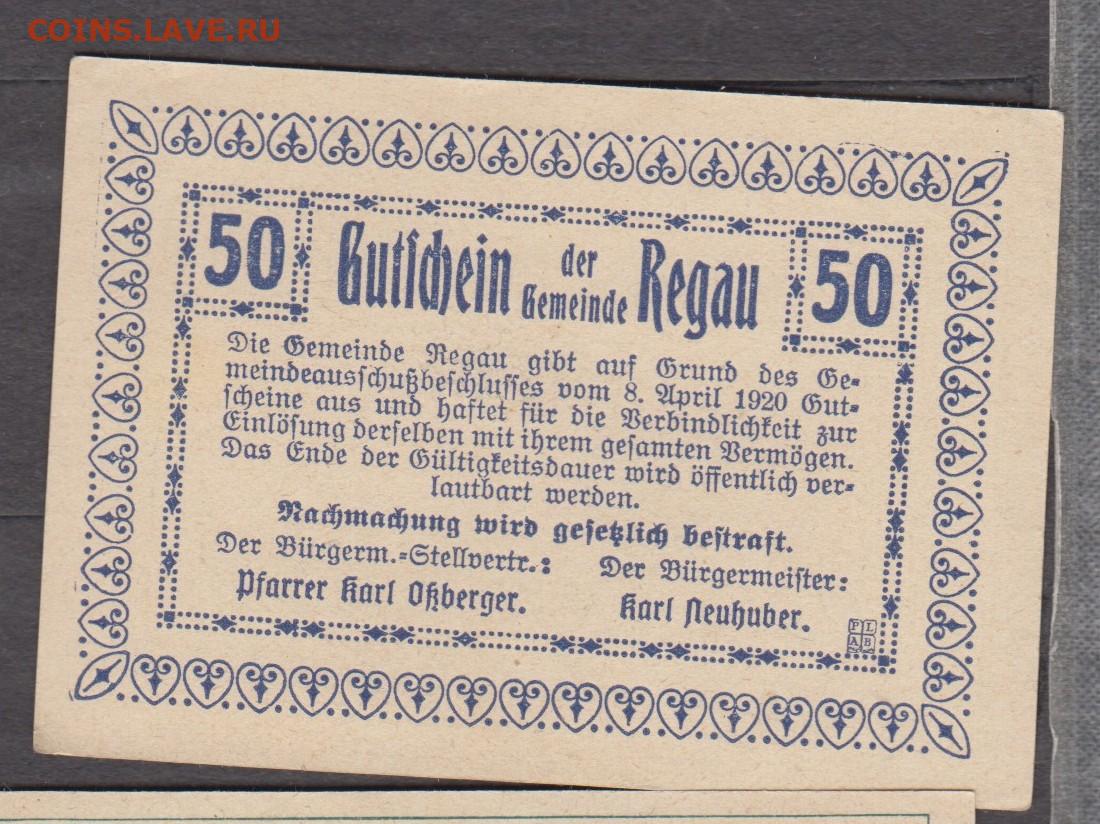 COINS.LAVE.RU
50 Gutschein der Gemeinde Regau 50
Die Gemeinde Regau gibt auf Grund des Ge-
meindeausschußbeschlusses vom 8. April 1920 Gut-
scheine aus und haftet für die Verbindlichkeit zur
Einlösung derselben mit ihrem gesamten Vermögen.
Das Ende der Gültigkeitsdauer wird öffentlich ver-
lautbart werden.
Nachmachung wird gesetzlich bestraft.
Der Bürgerm.-Stellvertr.: Der Bürgermeister:
Pfarrer Karl Oßberger. Karl Neuhuber.
P L
A B